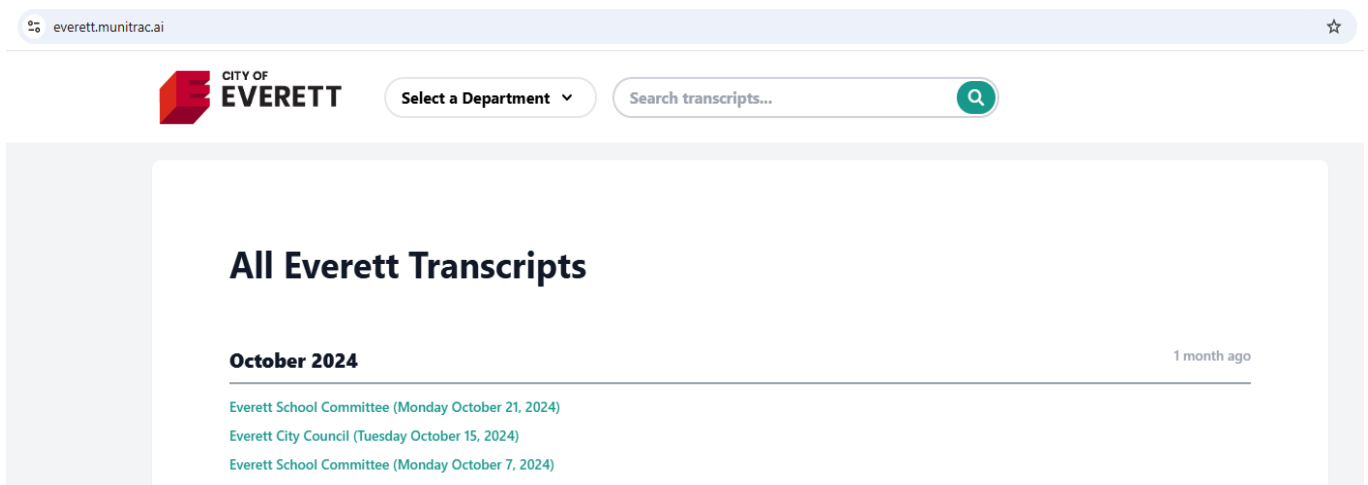 everett.munitrac.ai
CITY OF
EVERETT
Select a Department
Search transcripts...
All Everett Transcripts
October 2024
1 month ago
Everett School Committee (Monday October 21, 2024)
Everett City Council (Tuesday October 15, 2024)
Everett School Committee (Monday October 7, 2024)